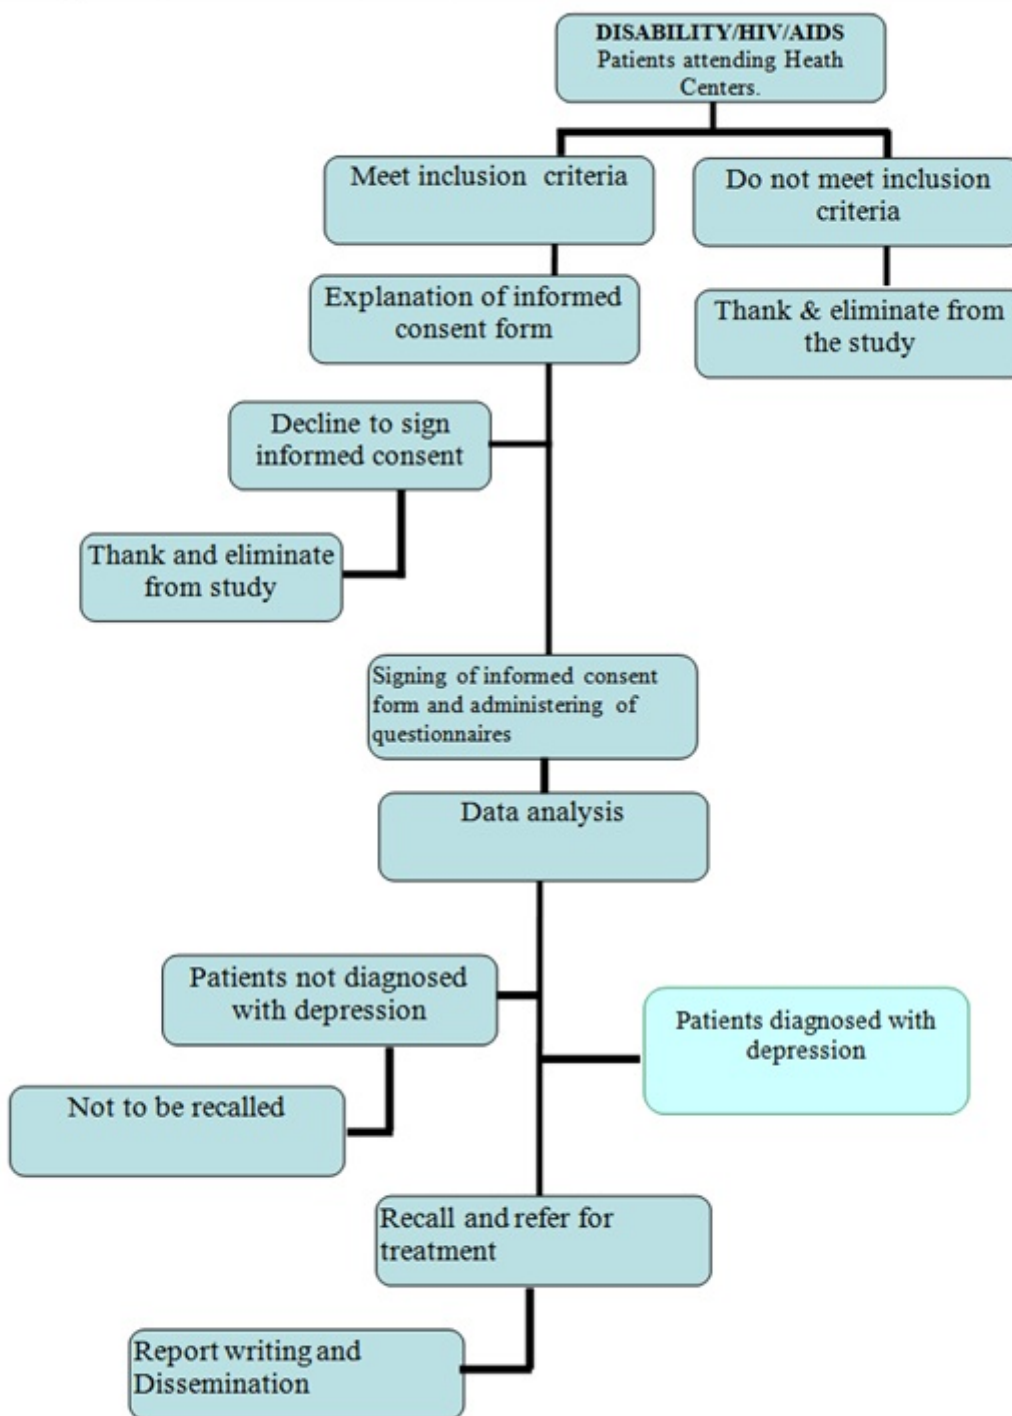 DISABILITY/HIV/AIDS
Patients attending Heath
Centers.
Meet inclusion criteria
Do not meet inclusion
criteria
Explanation of informed
consent form
Thank & eliminate from
the study
Decline to sign
informed consent
Thank and eliminate
from study
Signing of informed consent
form and administering of
questionnaires
Data analysis
Patients not diagnosed
with depression
Patients diagnosed with
depression
Not to be recalled
Recall and refer for
treatment
Report writing and
Dissemination